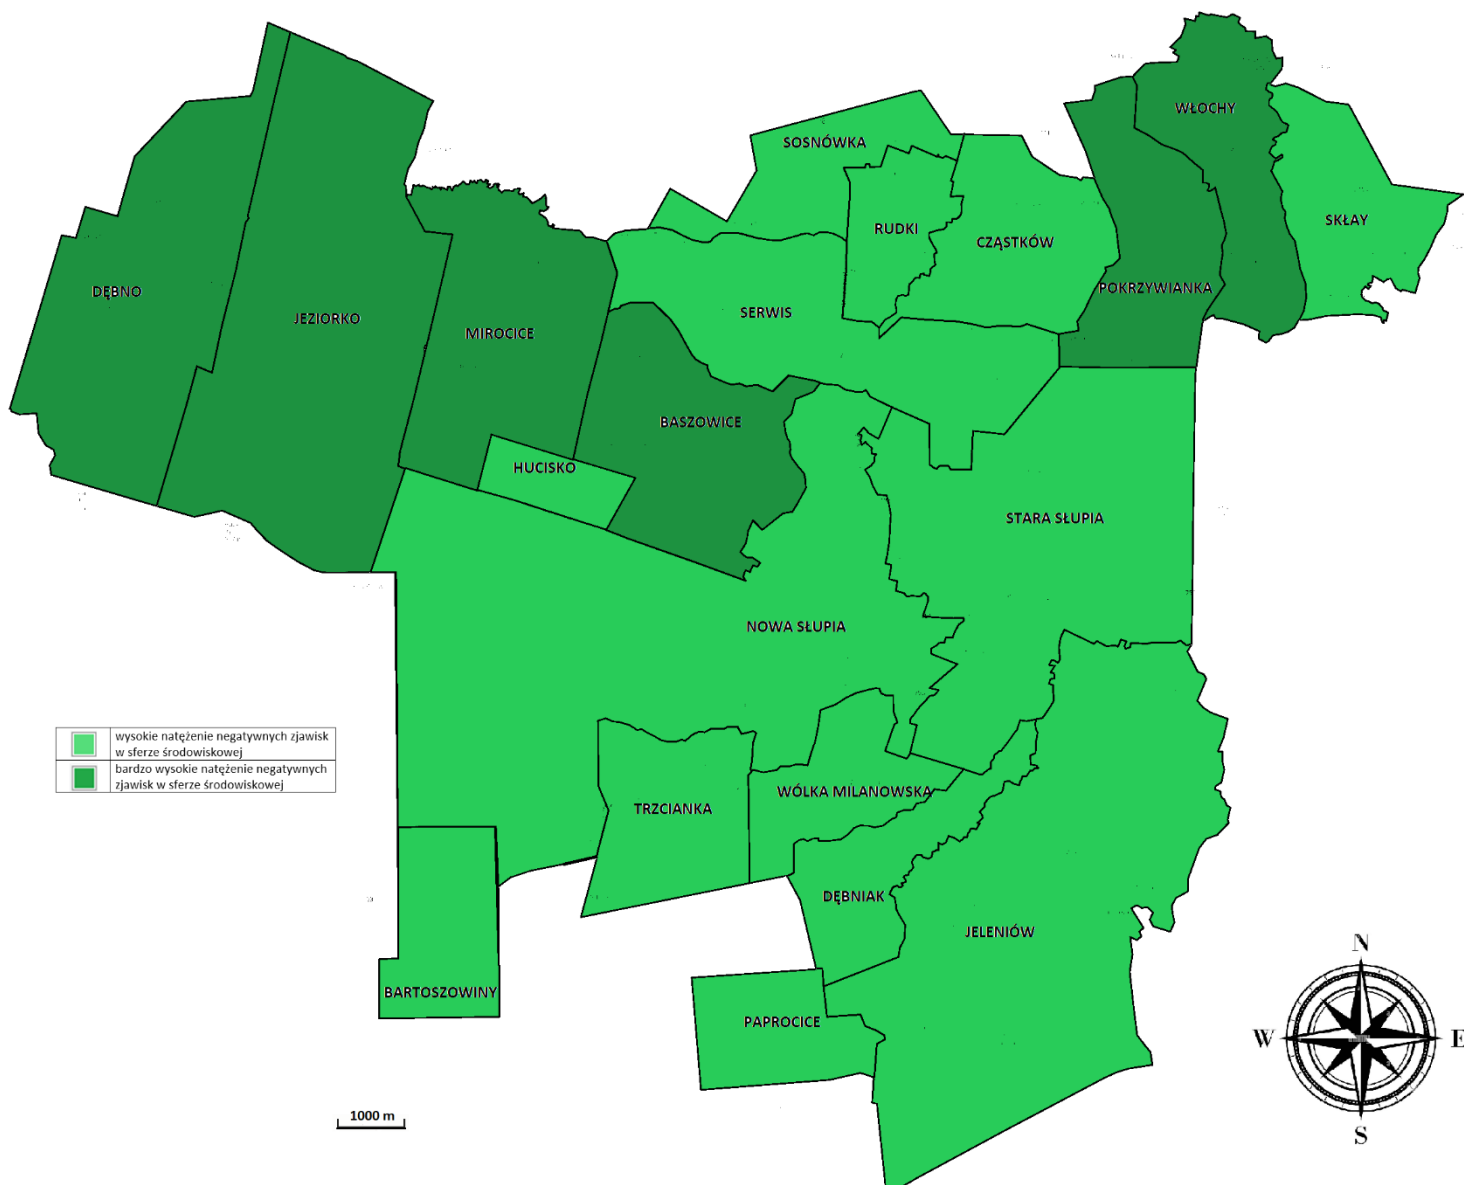 WŁOCHY
SOSNÓWKA
SKŁAY
RUDKI
CZĄSTKÓW
DĘBNO
POKRZYWIANKA
JEZIORKO
SERWIS
MIROCICE
BASZOWICE
HUCISKO
STARA SŁUPIA
NOWA SŁUPIA
wysokie natężenie negatywnych zjawisk
w sferze środowiskowej
bardzo wysokie natężenie negatywnych
zjawisk w sferze środowiskowej
WÓLKA MILANOWSKA
TRZCIANKA
DĘBNIAK
JELENIÓW
BARTOSZOWINY
PAPROCICE
N
W
E
S
1000 m